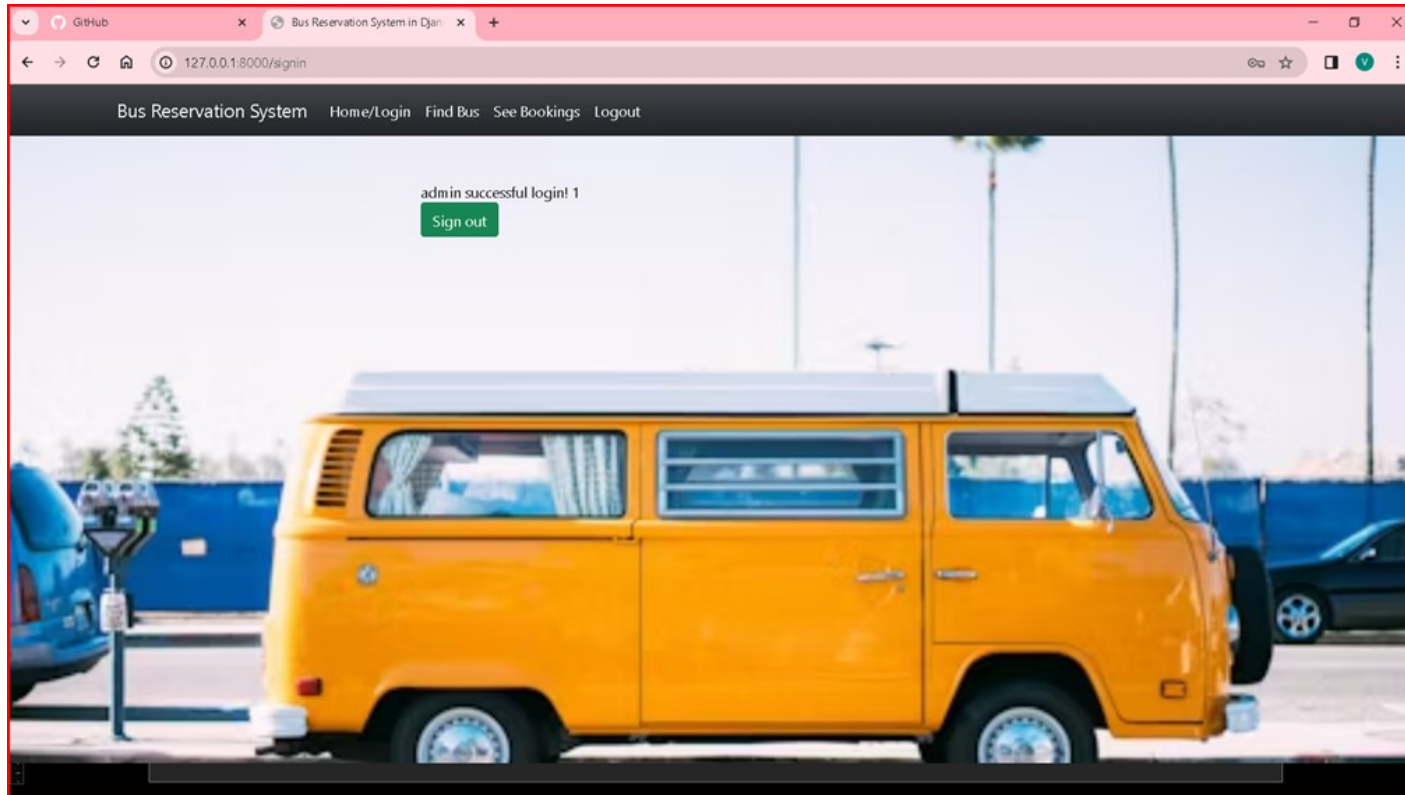 GitHub
Bus Reservation System in Djan
127.0.0.1:8000/signin
V
Bus Reservation System Home/Login Find Bus See Bookings Logout
admin successful login! 1
Sign out